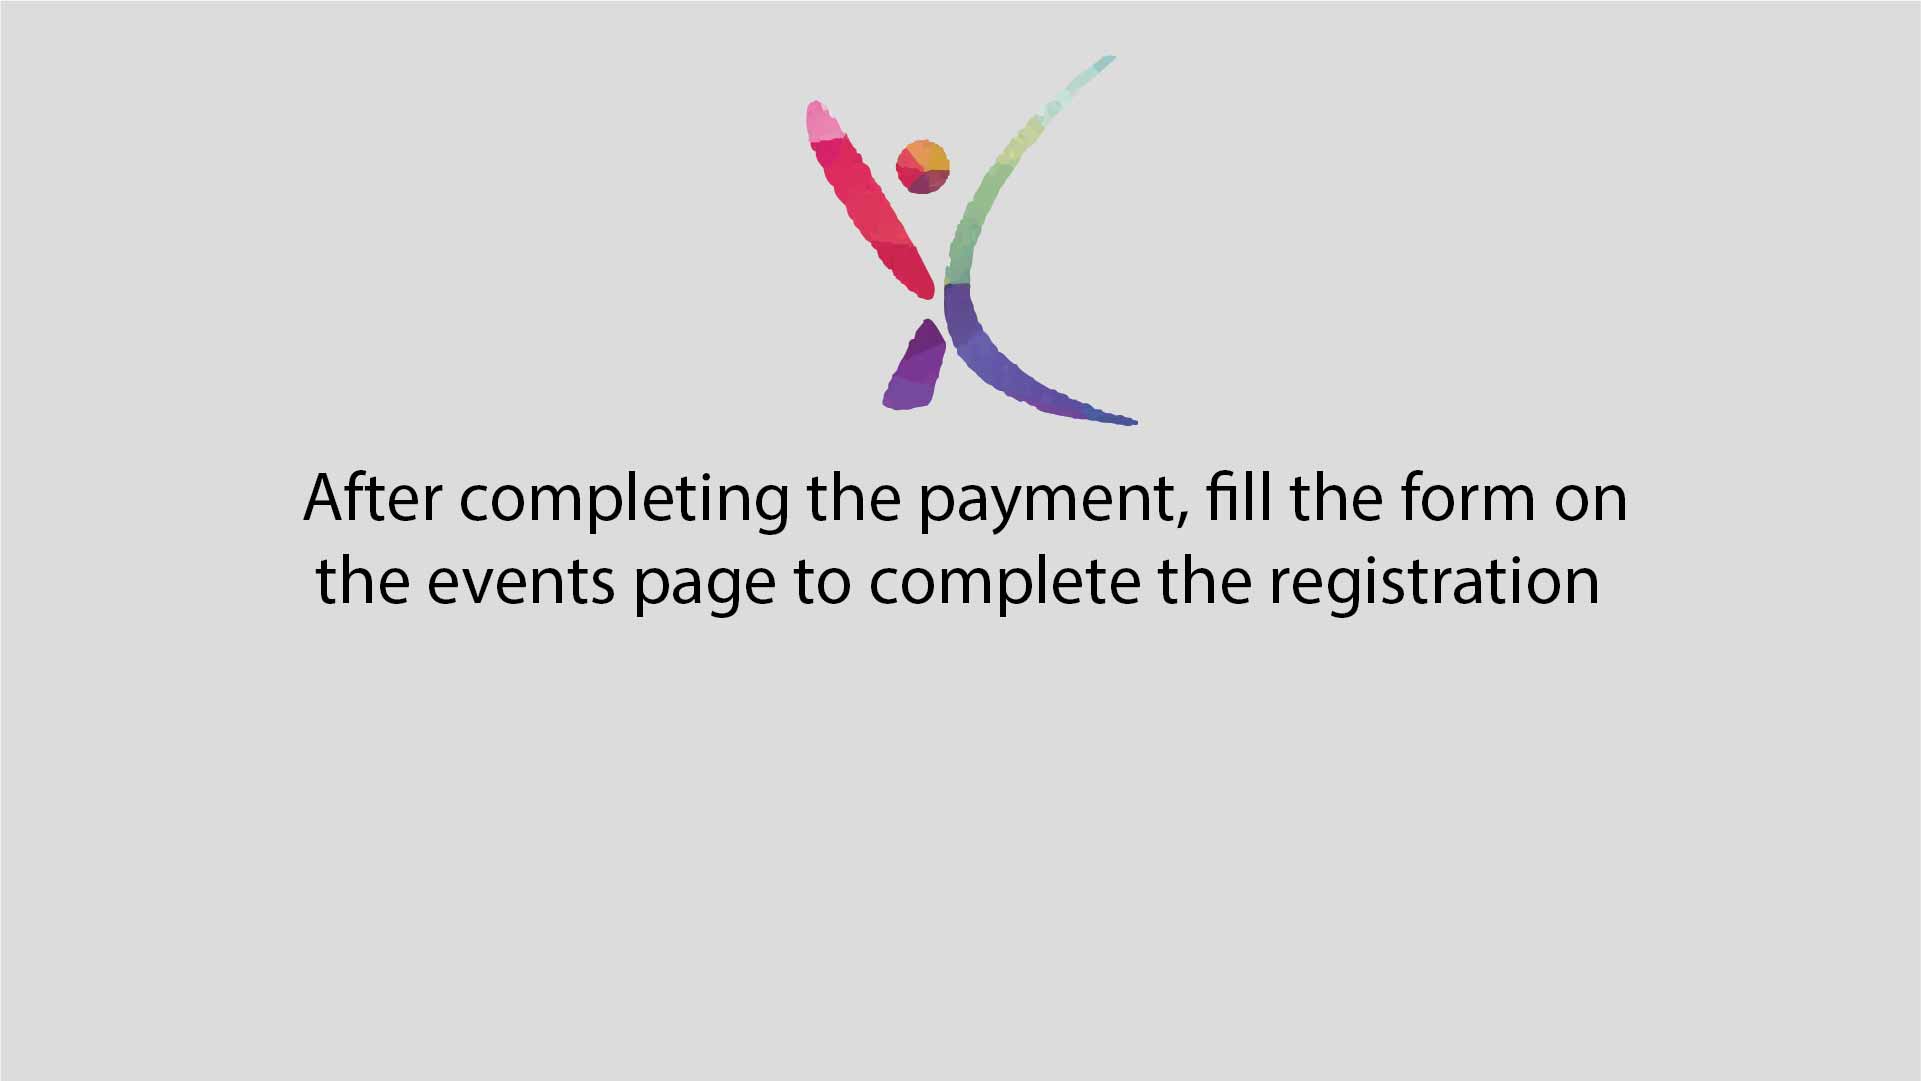 After completing the payment, fill the form on
the events page to complete the registration